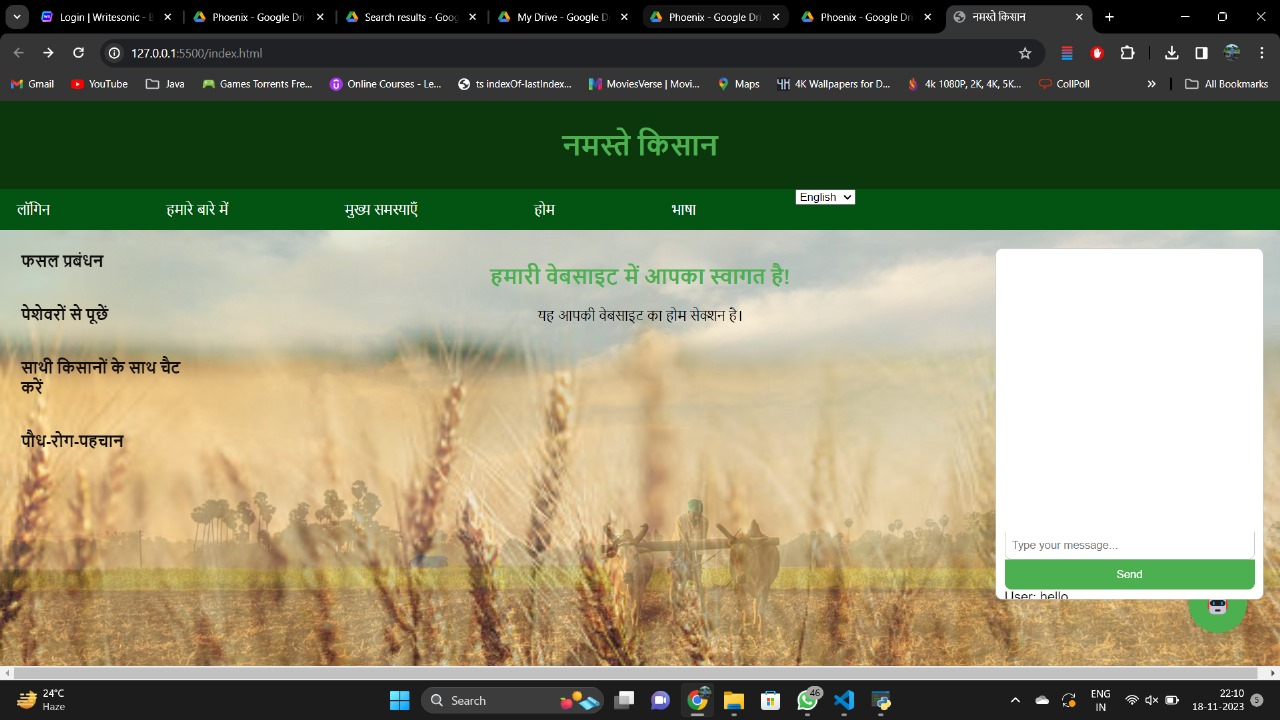 Login | Writesonic - B
Phoenix - Google Dri
Search results - Goog
My Drive - Google D
Phoenix - Google Dri
Phoenix - Google Dri
नमस्ते किसान
127.0.0.1:5500/index.html
Gmail
YouTube
Java
Games Torrents Fre...
Online Courses - Le...
ts indexOf-lastIndex...
MoviesVerse | Movi...
Maps
4K Wallpapers for D...
4k 1080P, 2K, 4K, 5K...
CollPoll
All Bookmarks
नमस्ते किसान
लॉगिन
हमारे बारे में
मुख्य समस्याएँ
होम
भाषा
English
फसल प्रबंधन
पेशेवरों से पूछें
साथी किसानों के साथ चैट
करें
पौध-रोग-पहचान
हमारी वेबसाइट में आपका स्वागत है!
यह आपकी वेबसाइट का होम सेक्शन है।
Type your message...
Send
User: hello
24°C
Haze
Search
46
ENG
IN
22:10
18-11-2023
5